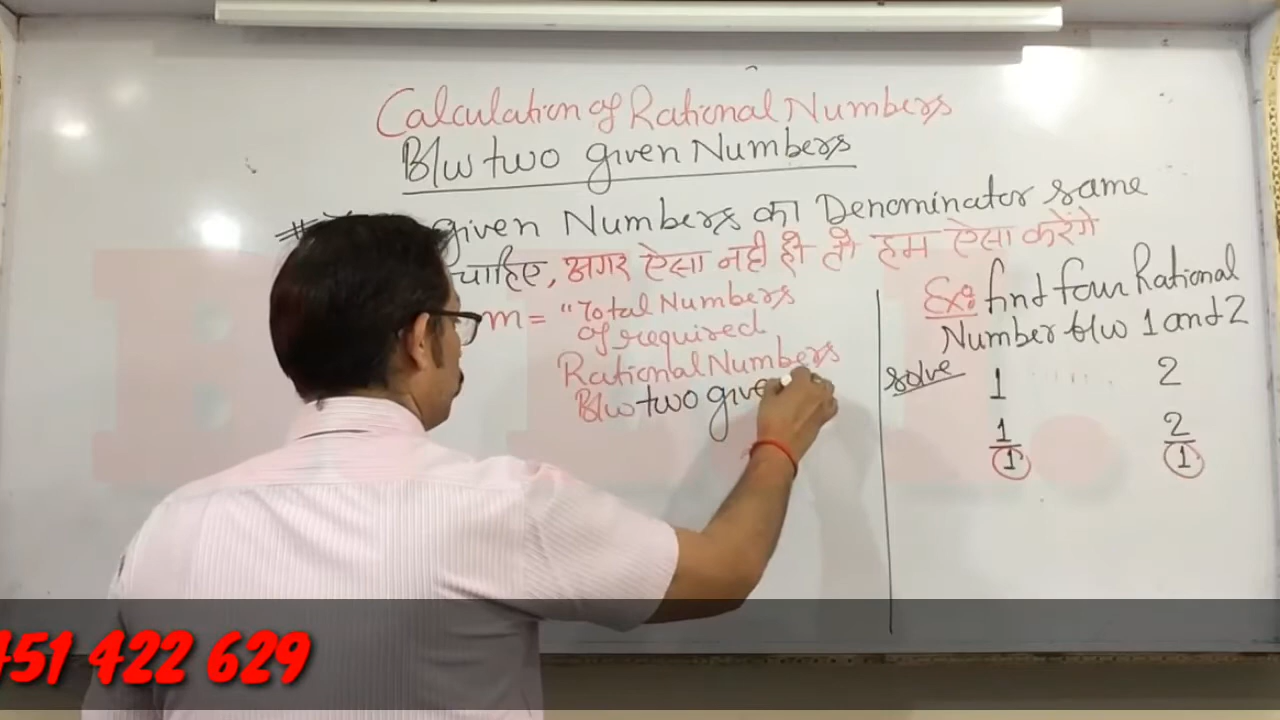 Calculation of Rational Numbers
B/w two given Numbers
given Numbers का Denominator same
चाहिए, अगर ऐसा नही हो तो हम ऐसा करेंगे
m = "Total Numbers
of required
Rational Numbers
B/w two give
Ex: find four Rational
Number b/w 1 and 2
solve
1 ....... 2
1/1 2/1
451 422 629